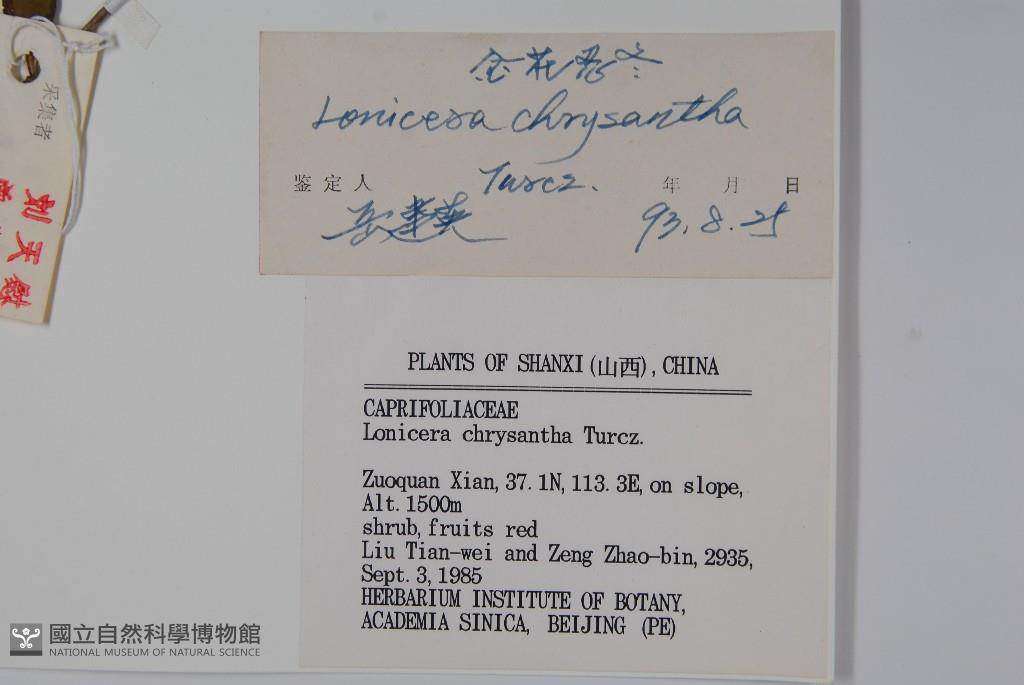 采集者
刘天
金花忍冬
Lonicera chrysantha
Turcz.
鉴定人 年 月 日
93.8.25
PLANTS OF SHANXI(山西), CHINA
CAPRIFOLIACEAE
Lonicera chrysantha Turcz.
Zuoquan Xian, 37.1N, 113.3E, on slope,
Alt. 1500m
shrub, fruits red
Liu Tian-wei and Zeng Zhao-bin, 2935,
Sept. 3, 1985
HERBARIUM INSTITUTE OF BOTANY,
ACADEMIA SINICA, BEIJING (PE)
國立自然科學博物館
NATIONAL MUSEUM OF NATURAL SCIENCE